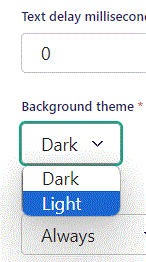 Text delay millisecon
0
Background theme *
Dark
Dark
Light
Always